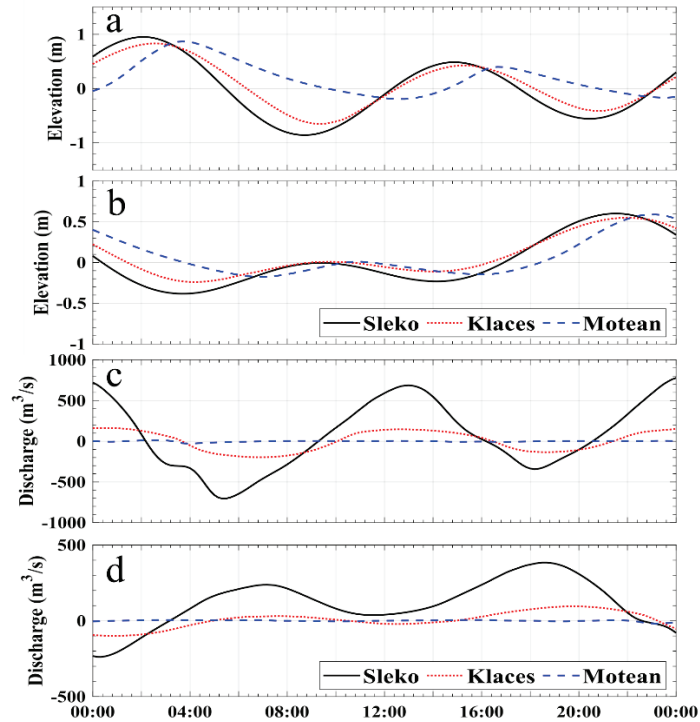 a
Elevation (m)
1
0
-1
b
Elevation (m)
1
0.5
0
-0.5
-1
Sleko Klaces Motean
c
Discharge (m³/s)
1000
500
0
-500
-1000
d
Discharge (m³/s)
500
0
-500
Sleko Klaces Motean
00:00 04:00 08:00 12:00 16:00 20:00 00:00